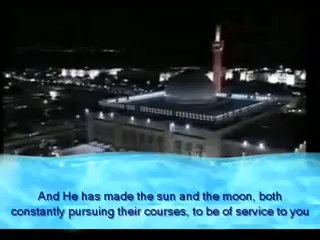 And He has made the sun and the moon, both
constantly pursuing their courses, to be of service to you